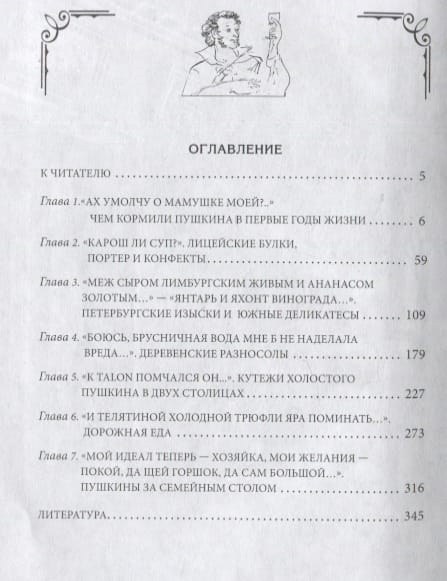 ОГЛАВЛЕНИЕ
К ЧИТАТЕЛЮ 5
Глава 1.«АХ УМОЛЧУ О МАМУШКЕ МОЕЙ?..»
ЧЕМ КОРМИЛИ ПУШКИНА В ПЕРВЫЕ ГОДЫ ЖИЗНИ 6
Глава 2. «КАРОШ ЛИ СУП?». ЛИЦЕЙСКИЕ БУЛКИ,
ПОРТЕР И КОНФЕКТЫ 59
Глава 3. «МЕЖ СЫРОМ ЛИМБУРГСКИМ ЖИВЫМ И АНАНАСОМ
ЗОЛОТЫМ...» — «ЯНТАРЬ И ЯХОНТ ВИНОГРАДА...».
ПЕТЕРБУРГСКИЕ ИЗЫСКИ И ЮЖНЫЕ ДЕЛИКАТЕСЫ 109
Глава 4. «БОЮСЬ, БРУСНИЧНАЯ ВОДА МНЕ Б НЕ НАДЕЛАЛА
ВРЕДА...». ДЕРЕВЕНСКИЕ РАЗНОСОЛЫ 179
Глава 5. «К TALON ПОМЧАЛСЯ ОН...». КУТЕЖИ ХОЛОСТОГО
ПУШКИНА В ДВУХ СТОЛИЦАХ 227
Глава 6. «И ТЕЛЯТИНОЙ ХОЛОДНОЙ ТРЮФЛИ ЯРА ПОМИНАТЬ...».
ДОРОЖНАЯ ЕДА 273
Глава 7. «МОЙ ИДЕАЛ ТЕПЕРЬ — ХОЗЯЙКА, МОИ ЖЕЛАНИЯ —
ПОКОЙ, ДА ЩЕЙ ГОРШОК, ДА САМ БОЛЬШОЙ...».
ПУШКИНЫ ЗА СЕМЕЙНЫМ СТОЛОМ 316
ЛИТЕРАТУРА 345